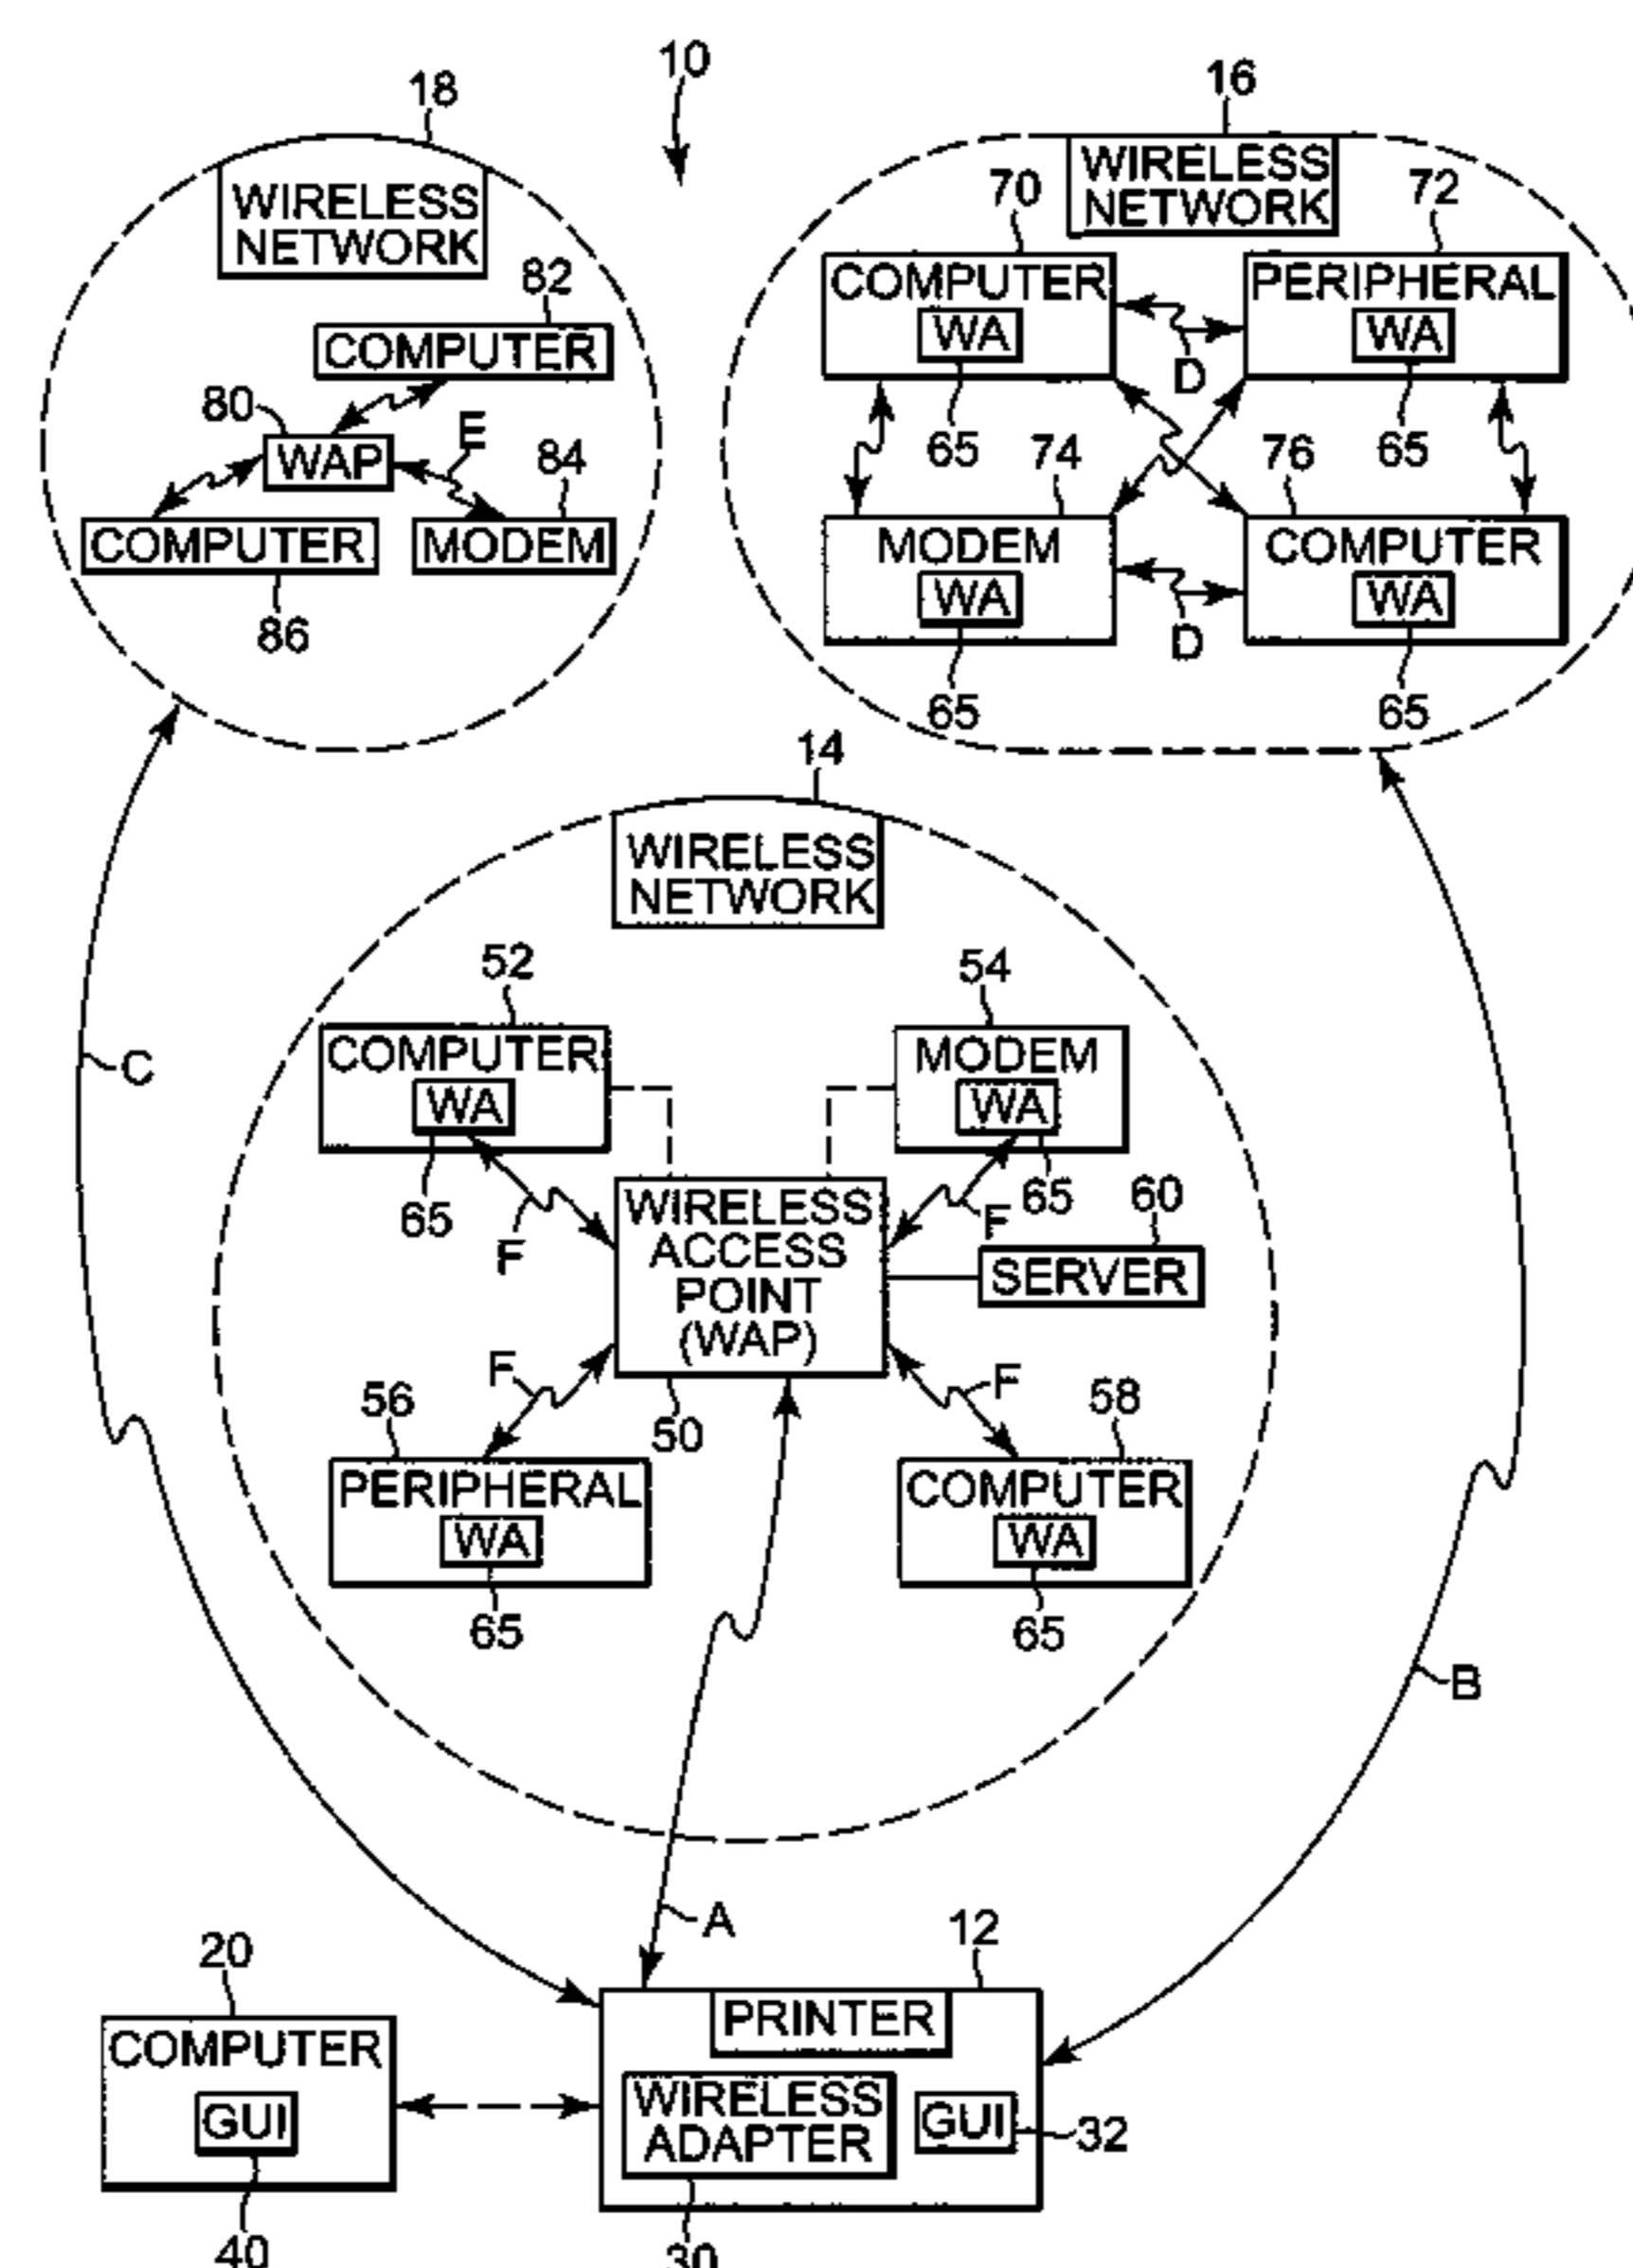 10
18
16
WIRELESS
NETWORK
WIRELESS
NETWORK
70
72
82
COMPUTER
WA
PERIPHERAL
WA
COMPUTER
D
80
WAP
E
84
65
74
76
65
COMPUTER
MODEM
MODEM
WA
COMPUTER
WA
86
D
65
65
14
WIRELESS
NETWORK
52
54
COMPUTER
WA
MODEM
WA
C
65
F
WIRELESS
ACCESS
POINT
(WAP)
F
65
60
SERVER
F
F
56
50
58
PERIPHERAL
WA
COMPUTER
WA
65
65
B
A
12
20
COMPUTER
GUI
PRINTER
WIRELESS
ADAPTER
GUI
32
40
30